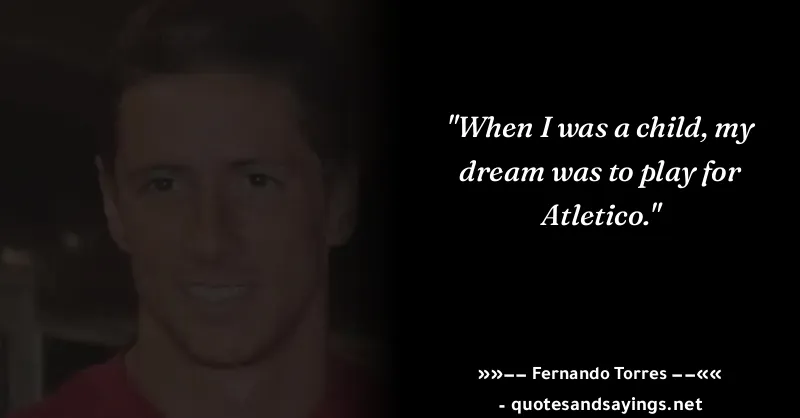 "When I was a child, my
dream was to play for
Atletico."
»»−− Fernando Torres −−««
- quotesandsayings.net